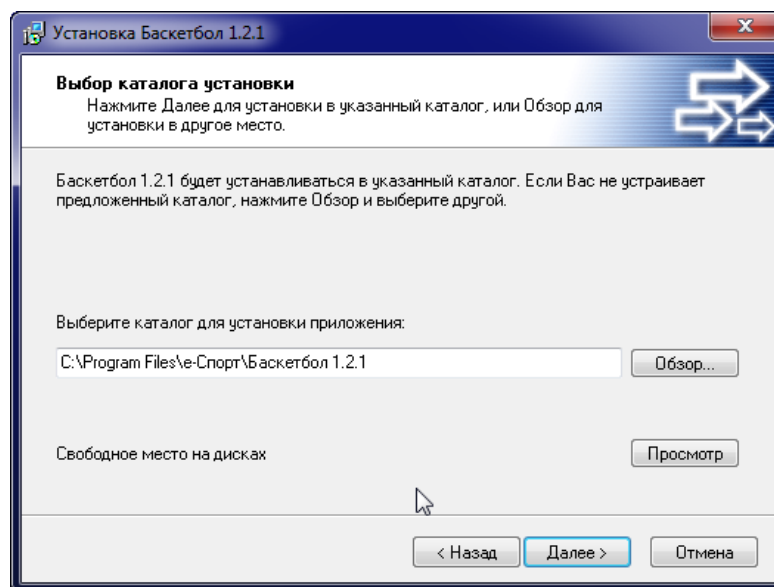 Установка Баскетбол 1.2.1
Выбор каталога установки
Нажмите Далее для установки в указанный каталог, или Обзор для
установки в другое место.
Баскетбол 1.2.1 будет устанавливаться в указанный каталог. Если Вас не устраивает
предложенный каталог, нажмите Обзор и выберите другой.
Выберите каталог для установки приложения:
C:\Program Files\е-Спорт\Баскетбол 1.2.1
Обзор...
Свободное место на дисках
Просмотр
< Назад
Далее >
Отмена